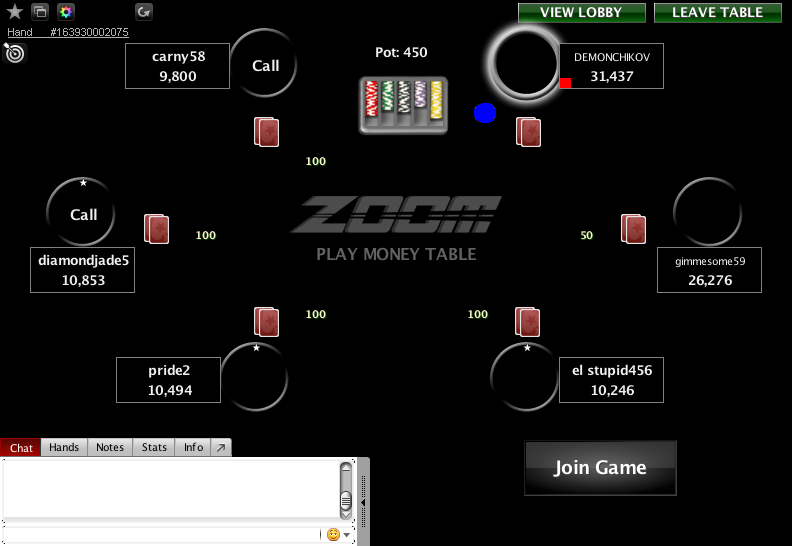 VIEW LOBBY
LEAVE TABLE
Hand #163930002075
carny58
9,800
Call
Pot: 450
DEMONCHIKOV
31,437
100
Call
diamondjade5
10,853
100
ZOOM
PLAY MONEY TABLE
50
gimmesome59
26,276
100
100
pride2
10,494
el stupid456
10,246
Chat
Hands
Notes
Stats
Info
Join Game